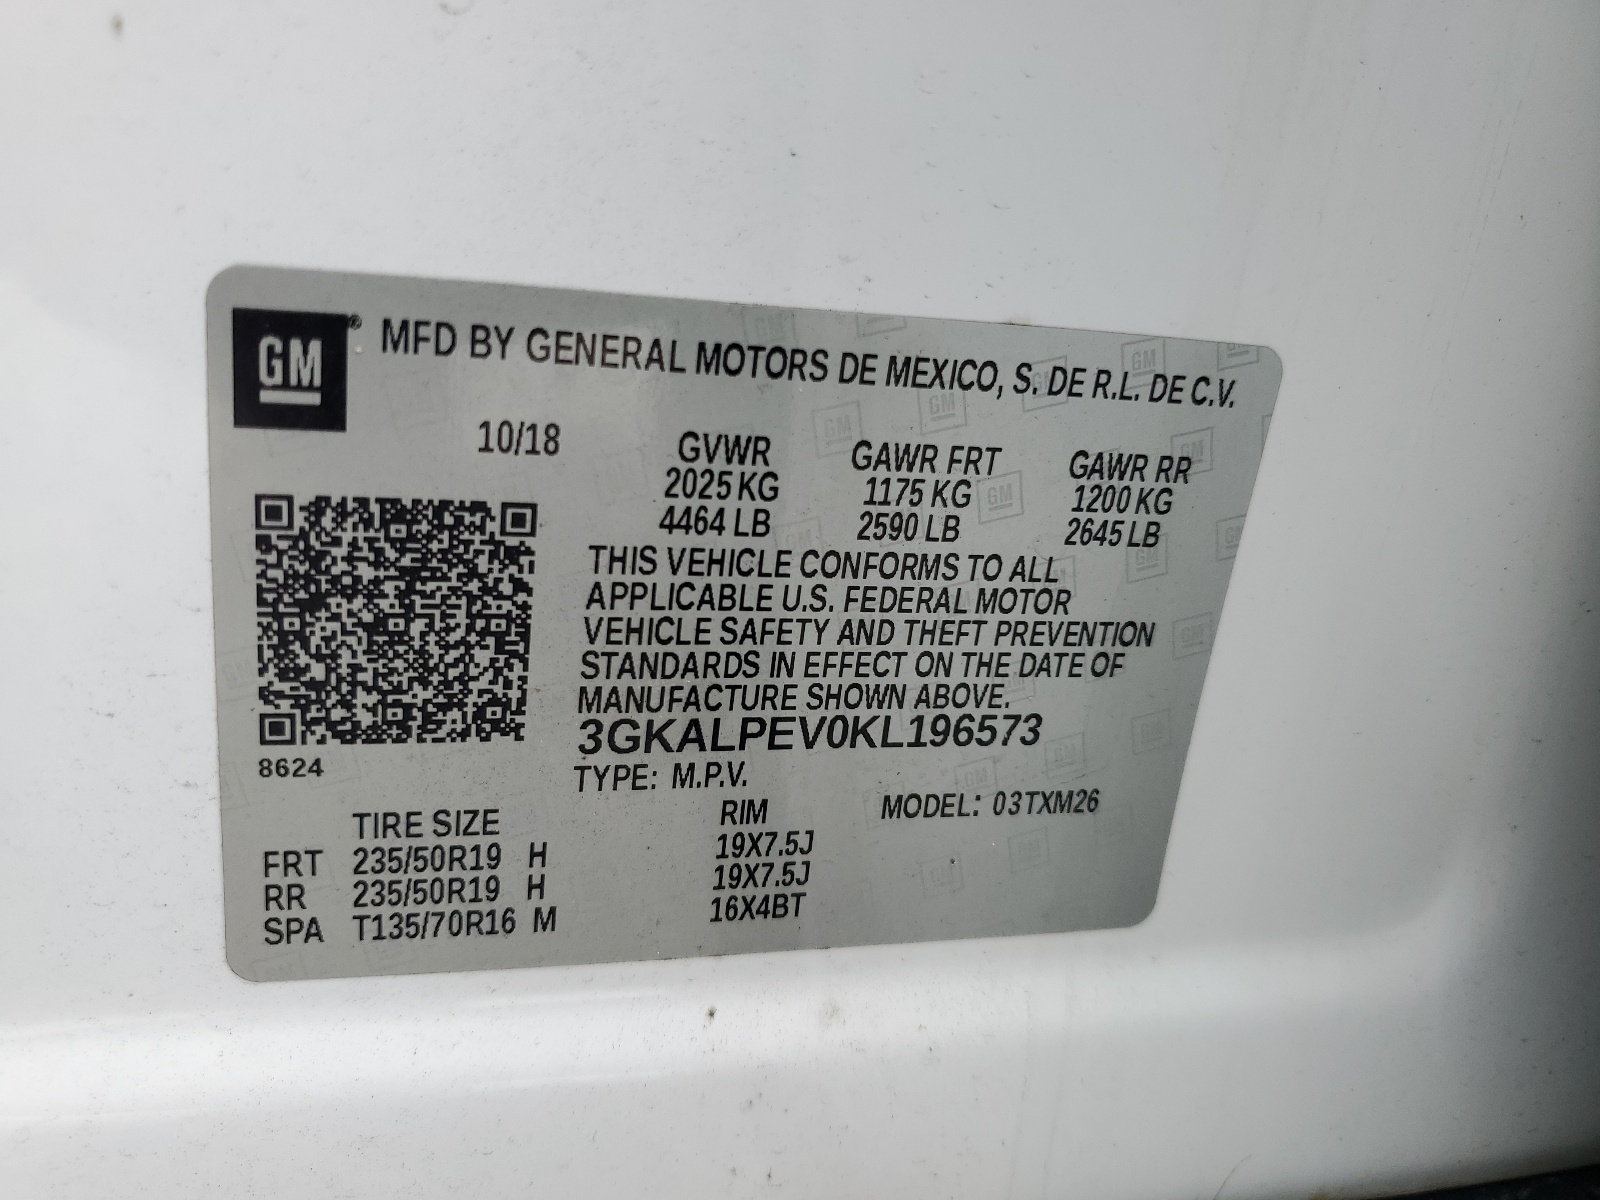 GM® MFD BY GENERAL MOTORS DE MEXICO, S. DE R.L. DE C.V.
10/18
GVWR GAWR FRT GAWR RR
2025 KG 1175 KG 1200 KG
4464 LB 2590 LB 2645 LB
THIS VEHICLE CONFORMS TO ALL
APPLICABLE U.S. FEDERAL MOTOR
VEHICLE SAFETY AND THEFT PREVENTION
STANDARDS IN EFFECT ON THE DATE OF
MANUFACTURE SHOWN ABOVE.
3GKALPEV0KL196573
8624
TYPE: M.P.V.
TIRE SIZE RIM MODEL: 03TXM26
FRT 235/50R19 H 19X7.5J
RR 235/50R19 H 19X7.5J
SPA T135/70R16 M 16X4BT